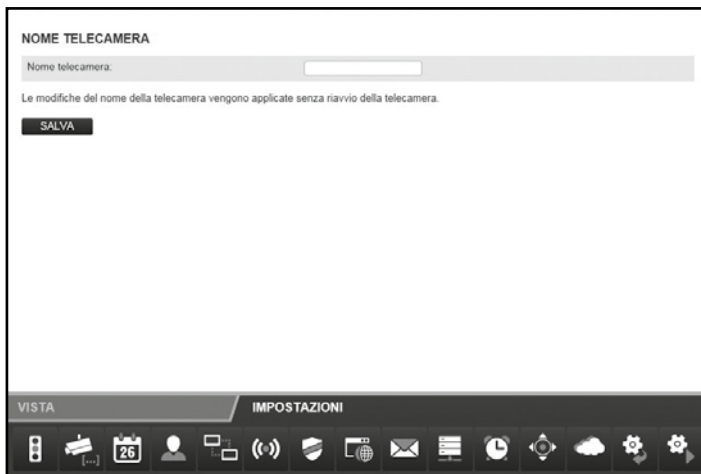 NOME TELECAMERA
Nome telecamera:
Le modifiche del nome della telecamera vengono applicate senza riavvio della telecamera.
SALVA
VISTA
IMPOSTAZIONI
[...]
26